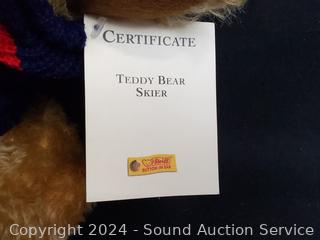 CERTIFICATE
TEDDY BEAR
SKIER
Steiff
BUTTON IN EAR
Copyright 2024 - Sound Auction Service